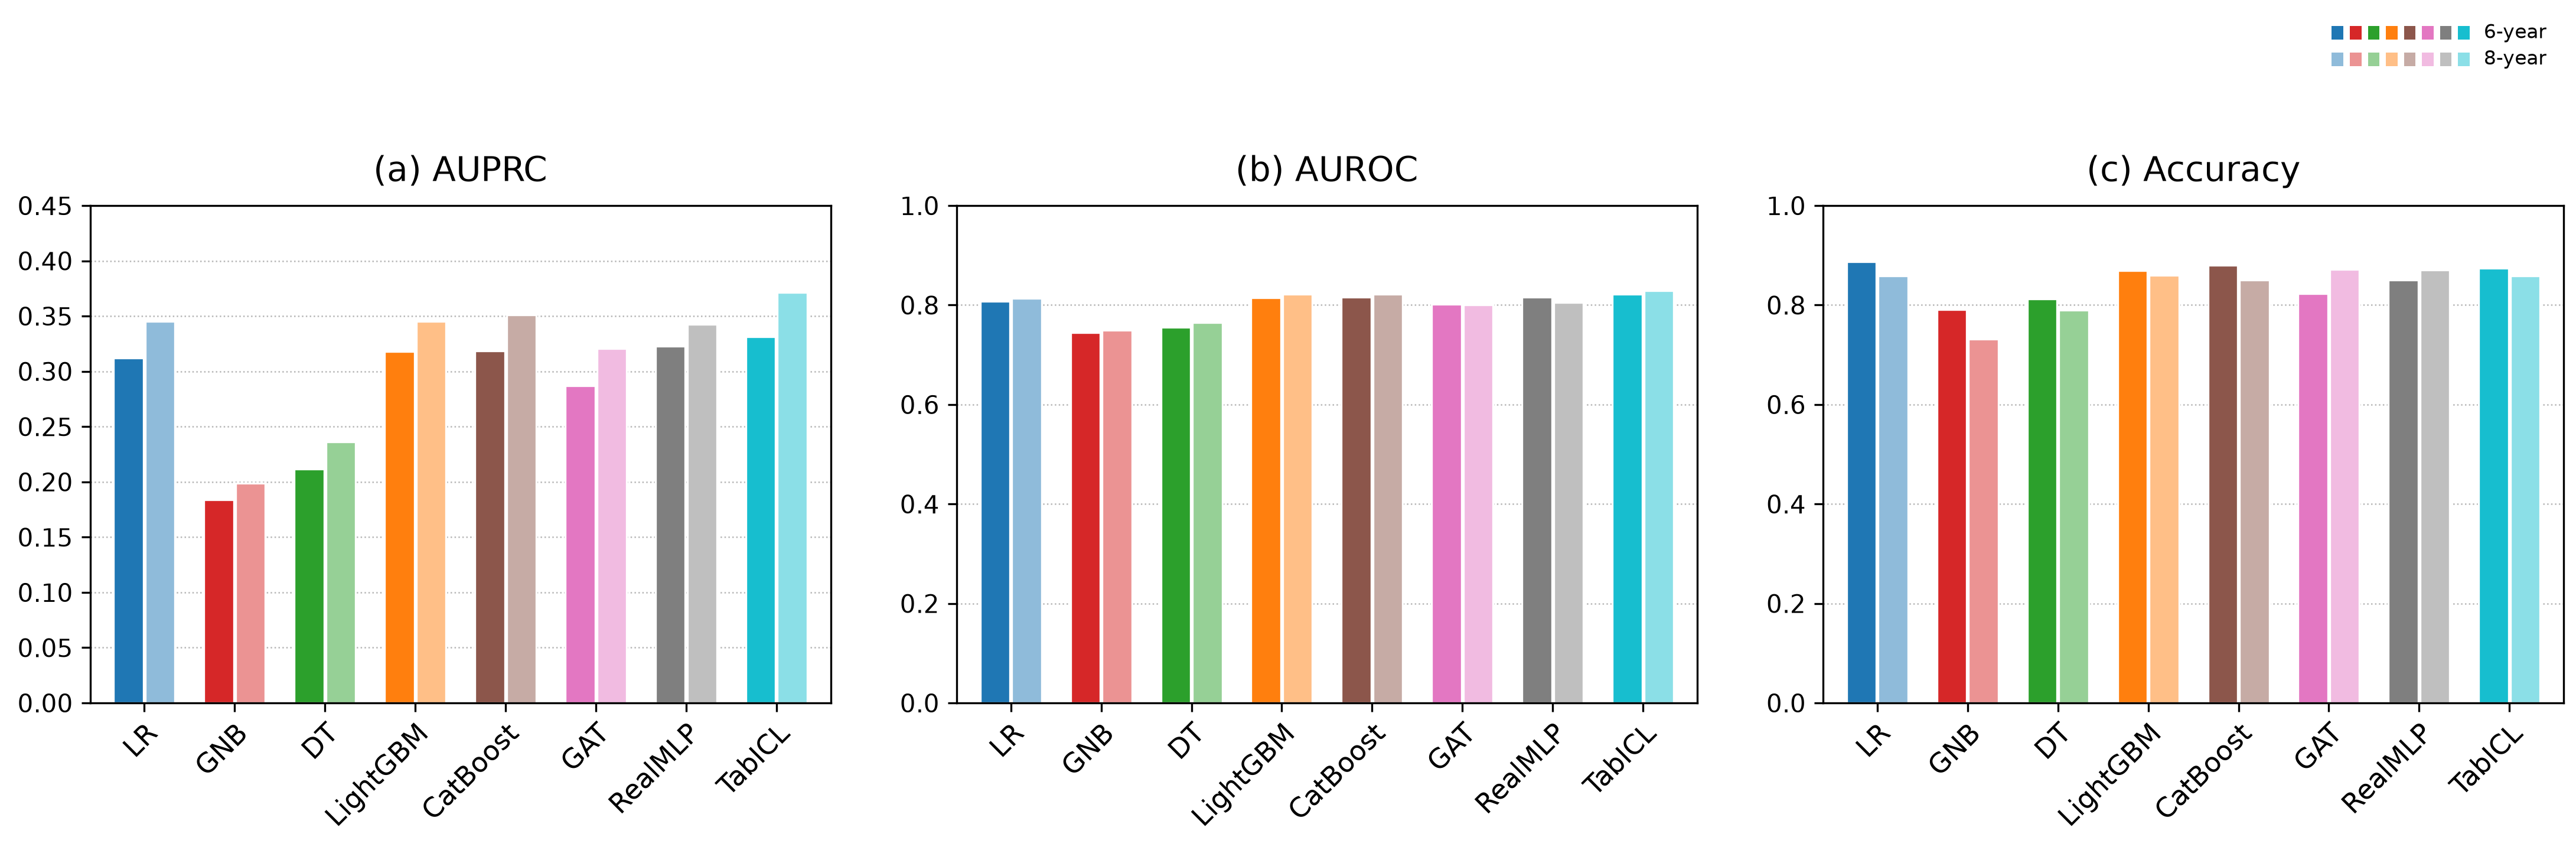 6-year
8-year
(a) AUPRC
0.45
0.40
0.35
0.30
0.25
0.20
0.15
0.10
0.05
0.00
LR
GNB
DT
LightGBM
CatBoost
GAT
RealMLP
TabICL
(b) AUROC
1.0
0.8
0.6
0.4
0.2
0.0
LR
GNB
DT
LightGBM
CatBoost
GAT
RealMLP
TabICL
(c) Accuracy
1.0
0.8
0.6
0.4
0.2
0.0
LR
GNB
DT
LightGBM
CatBoost
GAT
RealMLP
TabICL